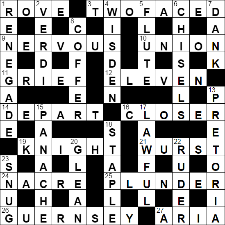 ROVE TWOFACED
E E C I L H A
NERVOUS UNION
E D F T S K
GRIEF ELEVEN
A E L
DEPART CLOSER
E A S A E
KNIGHT WURST
S A A F U O
NACRE PLUNDER
U H L L E I
GUERNSEY ARIA